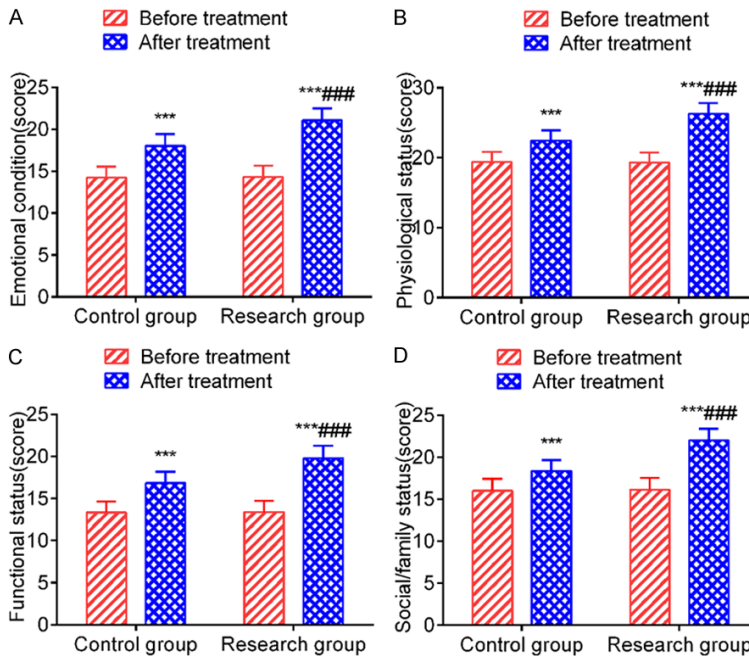 A
Before treatment
After treatment
Emotional condition(score)
25
20
15
10
5
0
***
***###
Control group
Research group
B
Before treatment
After treatment
Physiological status(score)
30
20
10
0
***
***###
Control group
Research group
C
Before treatment
After treatment
Functional status(score)
25
20
15
10
5
0
***
***###
Control group
Research group
D
Before treatment
After treatment
Social/family status(score)
25
20
15
10
5
0
***
***###
Control group
Research group